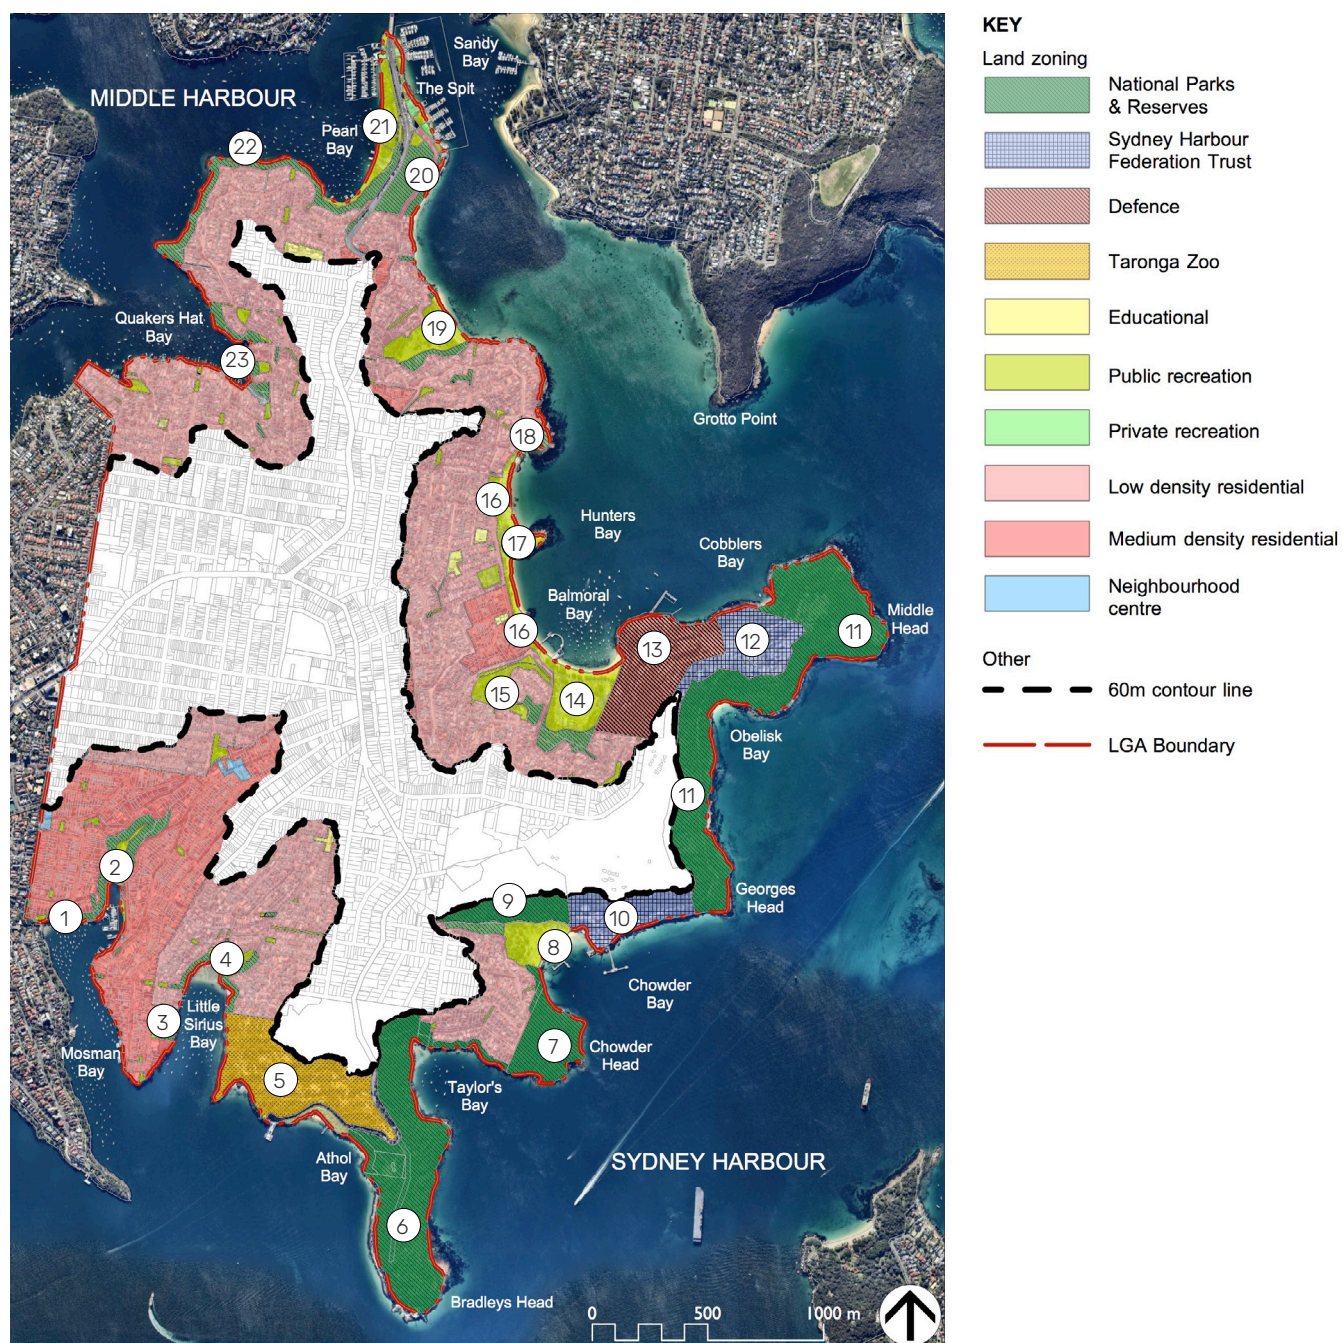 MIDDLE HARBOUR
Sandy
Bay
The Spit
Pearl
Bay
21
22
20
Quakers Hat
Bay
19
23
Grotto Point
18
16
Hunters
Bay
17
Cobblers
Bay
Balmoral
Bay
Middle
Head
11
16
13
12
15
14
Obelisk
Bay
11
2
Georges
Head
1
9
10
8
4
Chowder
Bay
3
Little
Sirius
Bay
Mosman
Bay
7
Chowder
Head
5
Taylor's
Bay
Athol
Bay
SYDNEY HARBOUR
6
Bradleys Head
0 500 1000 m
KEY
Land zoning
National Parks
& Reserves
Sydney Harbour
Federation Trust
Defence
Taronga Zoo
Educational
Public recreation
Private recreation
Low density residential
Medium density residential
Neighbourhood
centre
Other
60m contour line
LGA Boundary